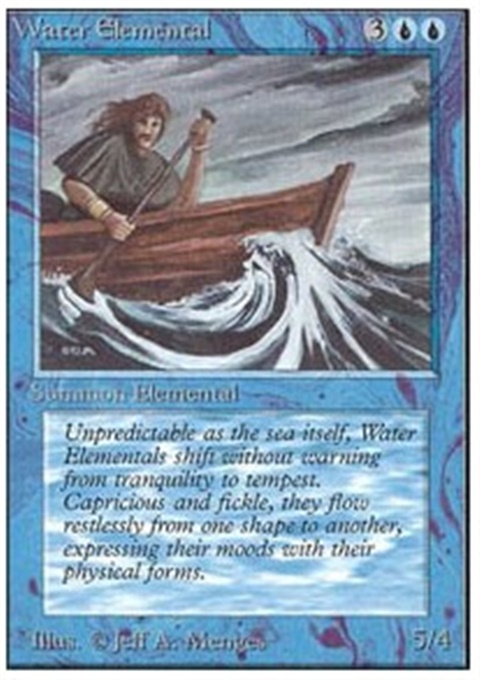 Water Elemental 3
Summon Elemental
Unpredictable as the sea itself, Water
Elementals shift without warning
from tranquility to tempest.
Capricious and fickle, they flow
restlessly from one shape to another,
expressing their moods with their
physical forms.
Illus. © Jeff A. Menges 5/4